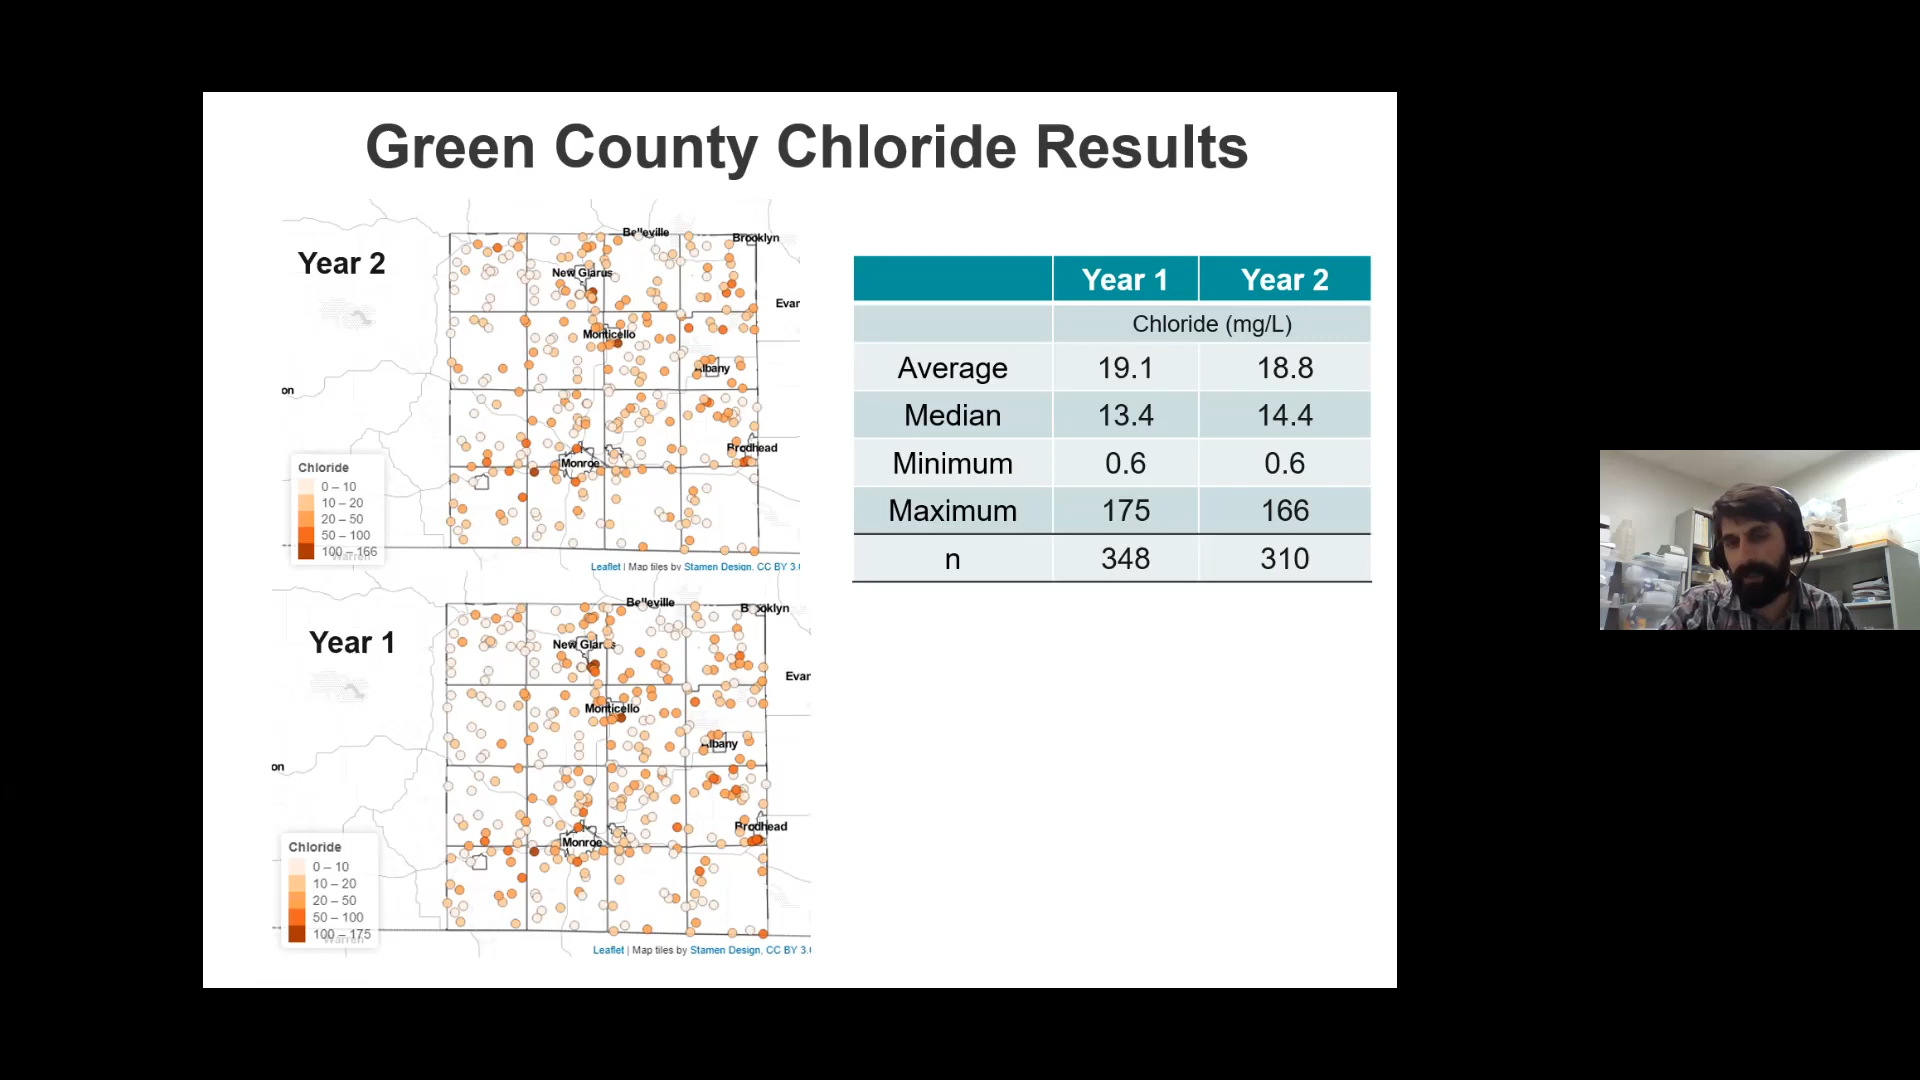 Green County Chloride Results
Year 2
Belleville
Brooklyn
New Glarus
Evar
Monticello
Albany
on
Brodhead
Monroe
Chloride
0 – 10
10 – 20
20 – 50
50 – 100
100 – 166
Warren
Leaflet | Map tiles by Stamen Design, CC BY 3.
Year 1
Belleville
Brooklyn
New Glarus
Evar
Monticello
Albany
on
Brodhead
Monroe
Chloride
0 – 10
10 – 20
20 – 50
50 – 100
100 – 175
Warren
Leaflet | Map tiles by Stamen Design, CC BY 3.
Year 1 Year 2
Chloride (mg/L)
Average 19.1 18.8
Median 13.4 14.4
Minimum 0.6 0.6
Maximum 175 166
n 348 310